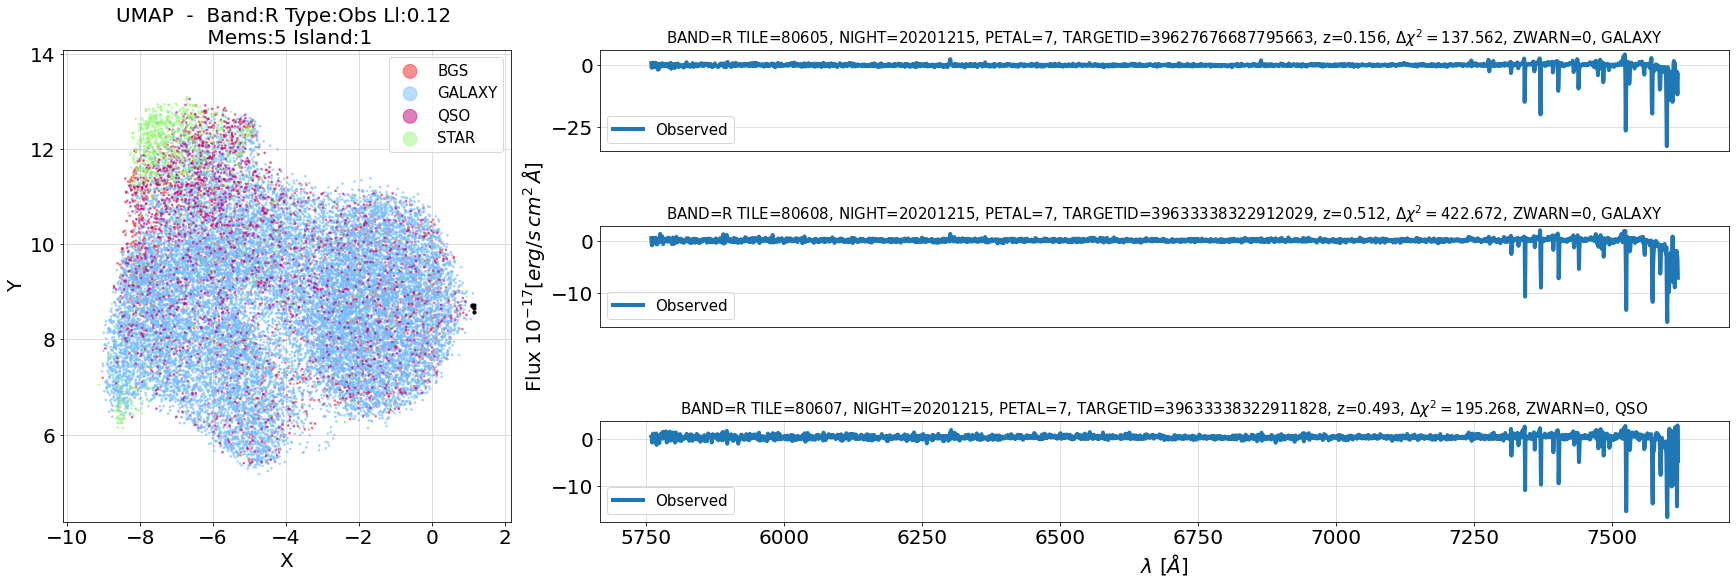 UMAP - Band:R Type:Obs Ll:0.12
Mems:5 Island:1
14
12
10
8
6
Y
−10
−8
−6
−4
−2
0
2
X
BGS
GALAXY
QSO
STAR
Flux 10⁻¹⁷[erg/s cm² Å]
BAND=R TILE=80605, NIGHT=20201215, PETAL=7, TARGETID=39627676687795663, z=0.156, Δχ² = 137.562, ZWARN=0, GALAXY
0
−25
Observed
BAND=R TILE=80608, NIGHT=20201215, PETAL=7, TARGETID=39633338322912029, z=0.512, Δχ² = 422.672, ZWARN=0, GALAXY
0
−10
Observed
BAND=R TILE=80607, NIGHT=20201215, PETAL=7, TARGETID=39633338322911828, z=0.493, Δχ² = 195.268, ZWARN=0, QSO
0
−10
Observed
5750
6000
6250
6500
6750
7000
7250
7500
λ [Å]